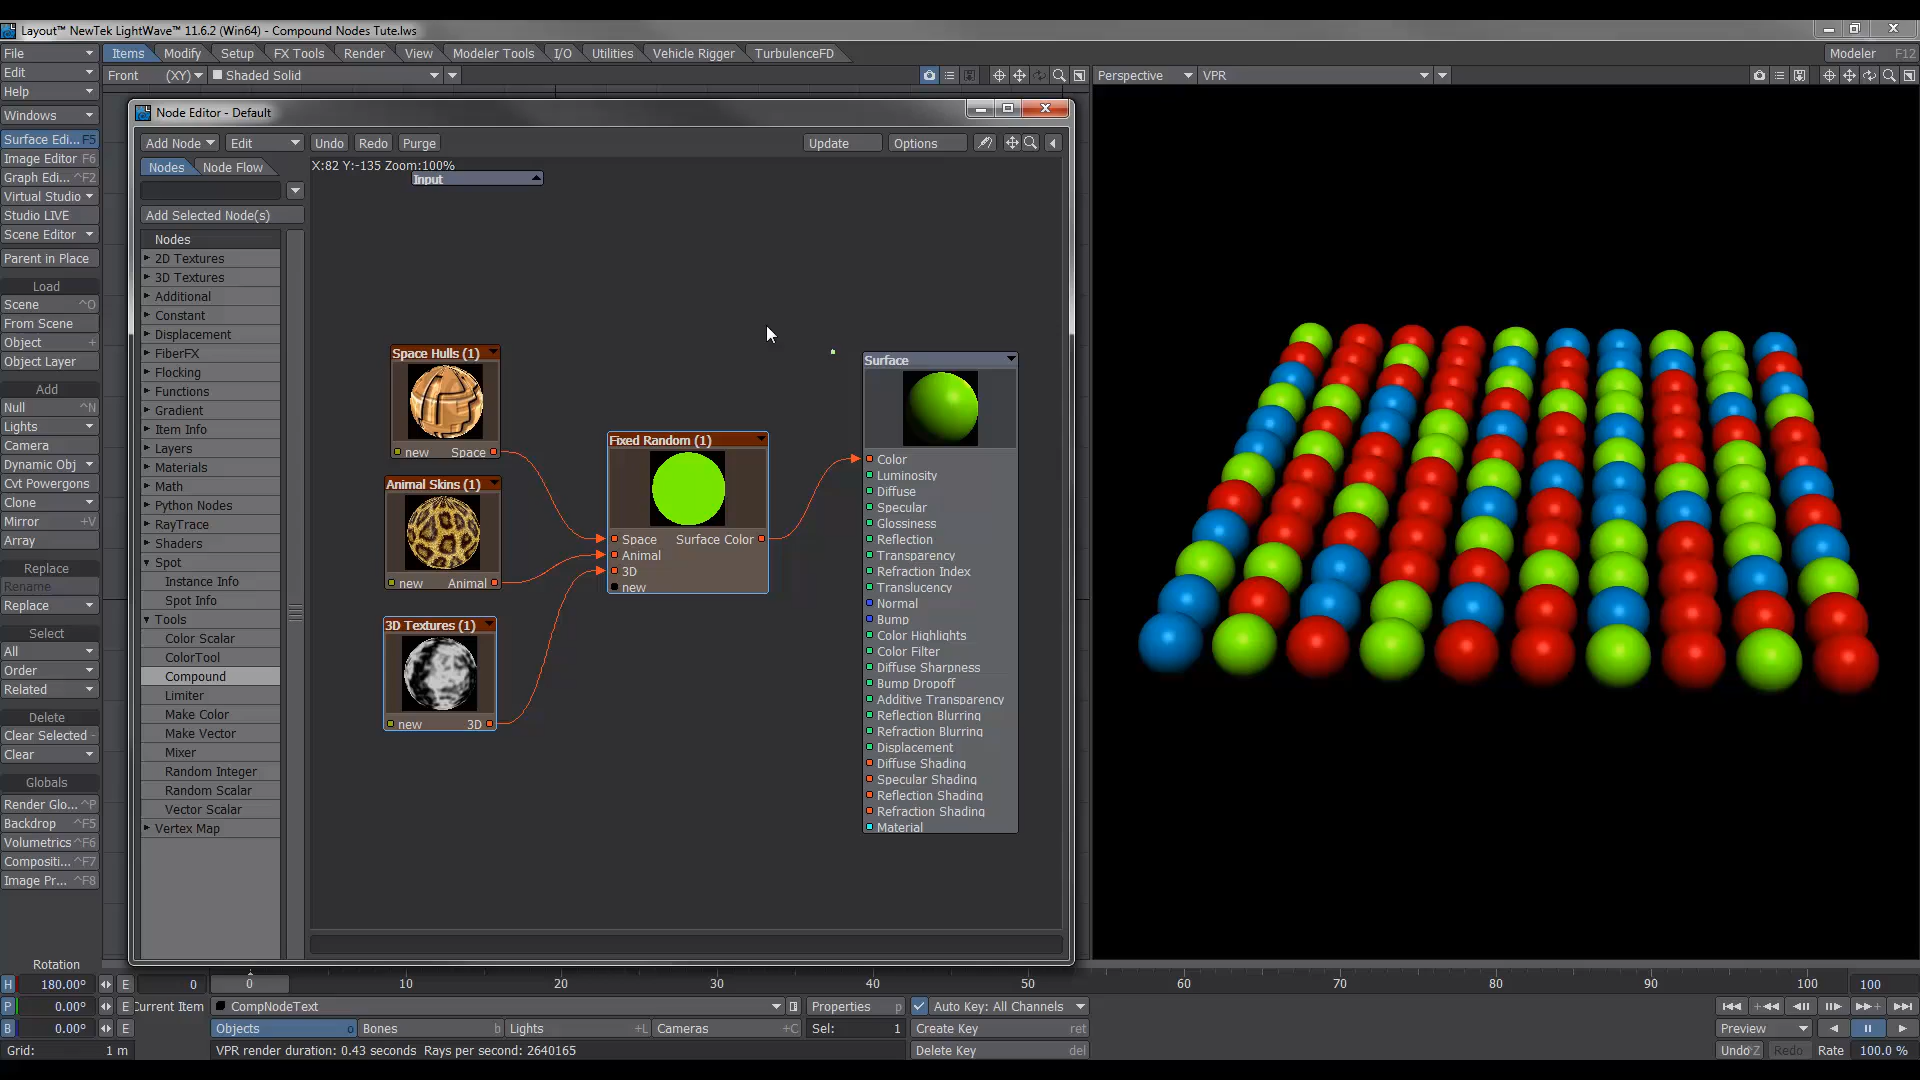 Layout™ NewTek LightWave™ 11.6.2 (Win64) - Compound Nodes Tute.lws
File
Items
Modify
Setup
FX Tools
Render
View
Modeler Tools
I/O
Utilities
Vehicle Rigger
TurbulenceFD
Modeler F12
Edit
Front (XY)
Shaded Solid
Perspective
VPR
Help
Windows
Surface Edi... F5
Image Editor F6
Graph Edi... ^F2
Virtual Studio
Studio LIVE
Scene Editor
Parent in Place
Load
Scene ^O
From Scene
Object +
Object Layer
Add
Null ^N
Lights
Camera
Dynamic Obj
Cvt Powergons
Clone
Mirror +V
Array
Replace
Rename
Replace
Select
All
Order
Related
Delete
Clear Selected -
Clear
Globals
Render Glo... ^P
Backdrop ^F5
Volumetrics ^F6
Compositi... ^F7
Image Pr... ^F8
Node Editor - Default
Add Node
Edit
Undo
Redo
Purge
Update
Options
Nodes
Node Flow
X:82 Y:-135 Zoom:100%
Input
Add Selected Node(s)
Nodes
2D Textures
3D Textures
Additional
Constant
Displacement
FiberFX
Flocking
Functions
Gradient
Item Info
Layers
Materials
Math
Python Nodes
RayTrace
Shaders
Spot
Instance Info
Spot Info
Tools
Color Scalar
ColorTool
Compound
Limiter
Make Color
Make Vector
Mixer
Random Integer
Random Scalar
Vector Scalar
Vertex Map
Space Hulls (1)
new Space
Animal Skins (1)
new Animal
3D Textures (1)
new 3D
Fixed Random (1)
Space Surface Color
Animal
3D
new
Surface
Color
Luminosity
Diffuse
Specular
Glossiness
Reflection
Transparency
Refraction Index
Translucency
Normal
Bump
Color Highlights
Color Filter
Diffuse Sharpness
Bump Dropoff
Additive Transparency
Reflection Blurring
Refraction Blurring
Displacement
Diffuse Shading
Specular Shading
Reflection Shading
Refraction Shading
Material
Rotation
H 180.00° E
P 0.00° E
B 0.00° E
Grid: 1 m
0 0 10 20 30 40 50 60 70 80 90 100 100
Current Item
CompNodeText
Properties p
Auto Key: All Channels
Objects o
Bones b
Lights +L
Cameras +C
Sel: 1
Create Key ret
Preview
VPR render duration: 0.43 seconds Rays per second: 2640165
Delete Key del
Undo ^Z
Redo
Rate 100.0 %